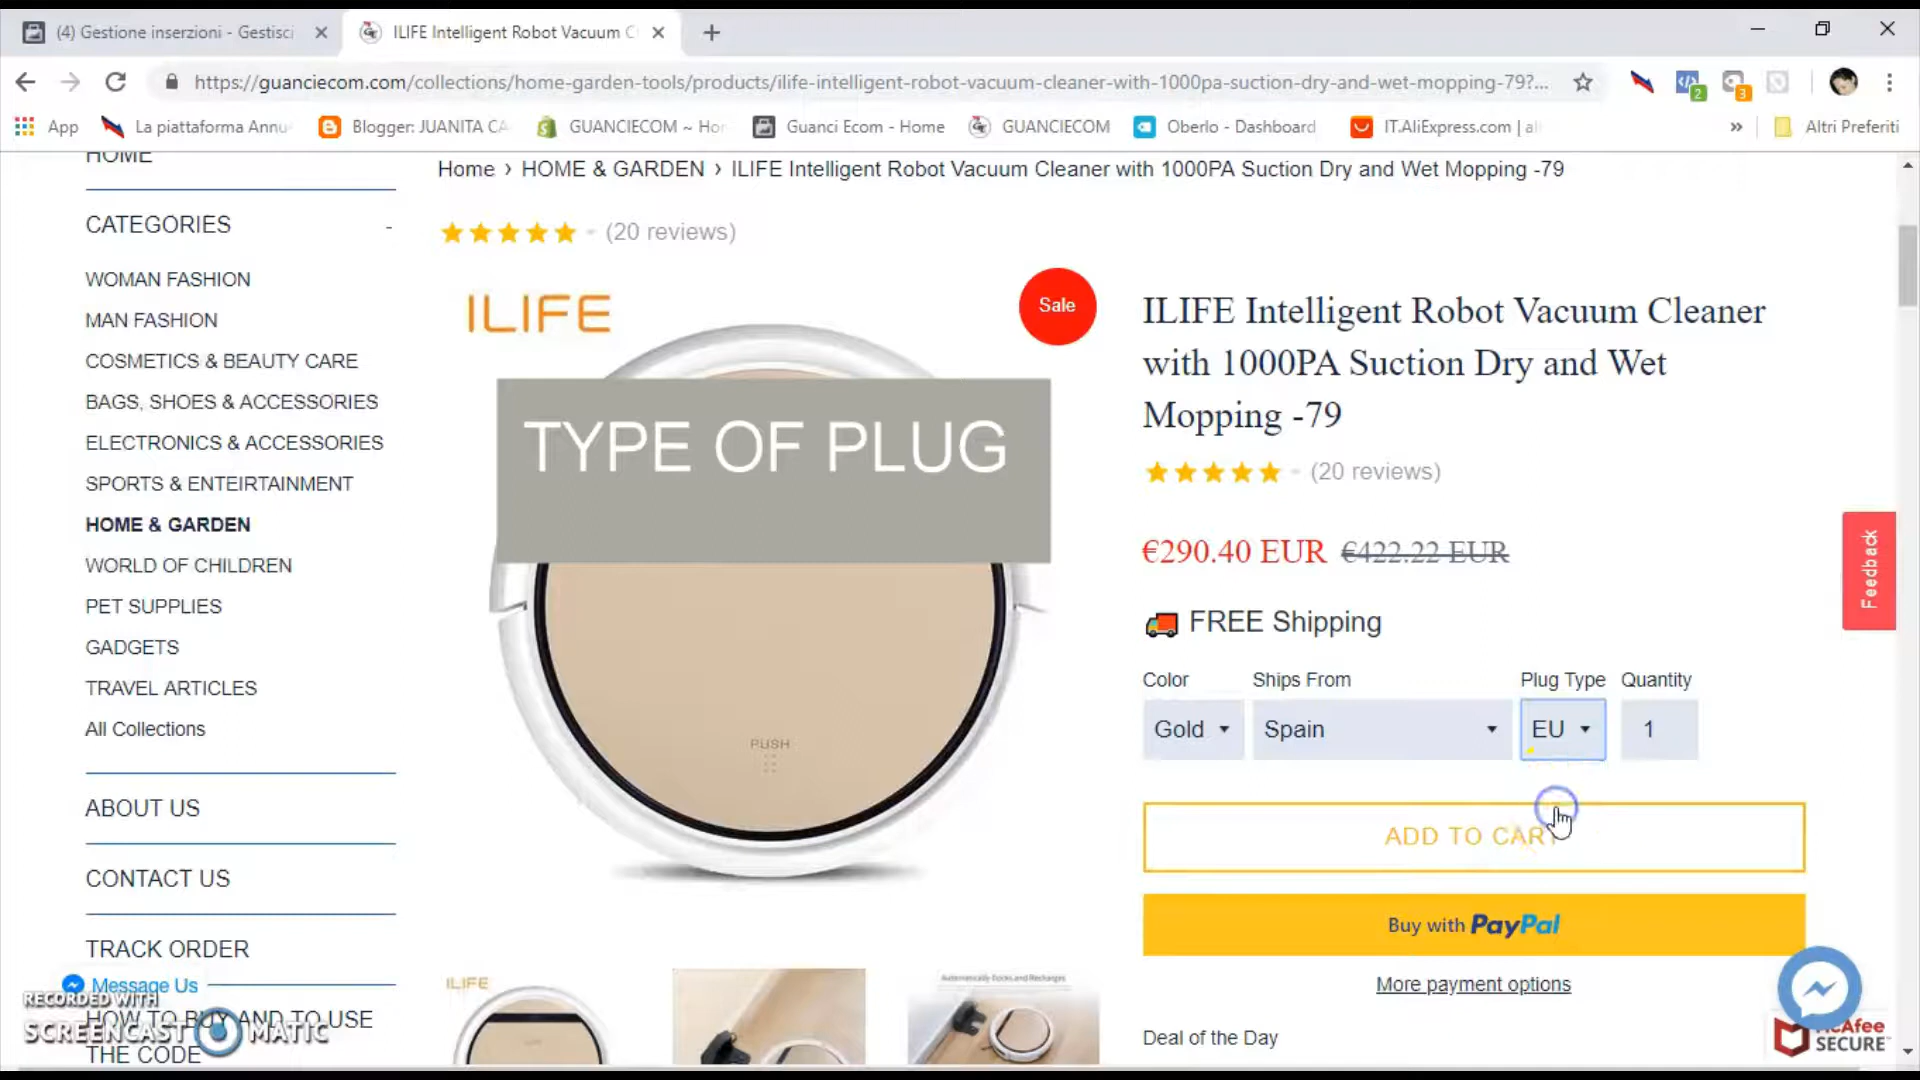 (4) Gestione inserzioni - Gestisci
ILIFE Intelligent Robot Vacuum C
https://guanciecom.com/collections/home-garden-tools/products/ilife-intelligent-robot-vacuum-cleaner-with-1000pa-suction-dry-and-wet-mopping-79?...
2
3
App
La piattaforma Annu
Blogger: JUANITA CA
GUANCIECOM ~ Hor
Guanci Ecom - Home
GUANCIECOM
Oberlo - Dashboard
IT.AliExpress.com | al
»
Altri Preferiti
HOME
Home › HOME & GARDEN › ILIFE Intelligent Robot Vacuum Cleaner with 1000PA Suction Dry and Wet Mopping -79
CATEGORIES -
(20 reviews)
WOMAN FASHION
MAN FASHION
COSMETICS & BEAUTY CARE
BAGS, SHOES & ACCESSORIES
ELECTRONICS & ACCESSORIES
SPORTS & ENTEIRTAINMENT
HOME & GARDEN
WORLD OF CHILDREN
PET SUPPLIES
GADGETS
TRAVEL ARTICLES
All Collections
ABOUT US
CONTACT US
TRACK ORDER
Message Us
HOW TO BUY AND TO USE
THE CODE
RECORDED WITH
SCREENCAST MATIC
ILIFE
Sale
TYPE OF PLUG
PUSH
ILIFE
Automatically Docks and Recharges
ILIFE Intelligent Robot Vacuum Cleaner
with 1000PA Suction Dry and Wet
Mopping -79
(20 reviews)
€290.40 EUR €422.22 EUR
FREE Shipping
Color Ships From Plug Type Quantity
Gold Spain EU 1
ADD TO CART
Buy with PayPal
More payment options
Deal of the Day
Feedback
McAfee
SECURE